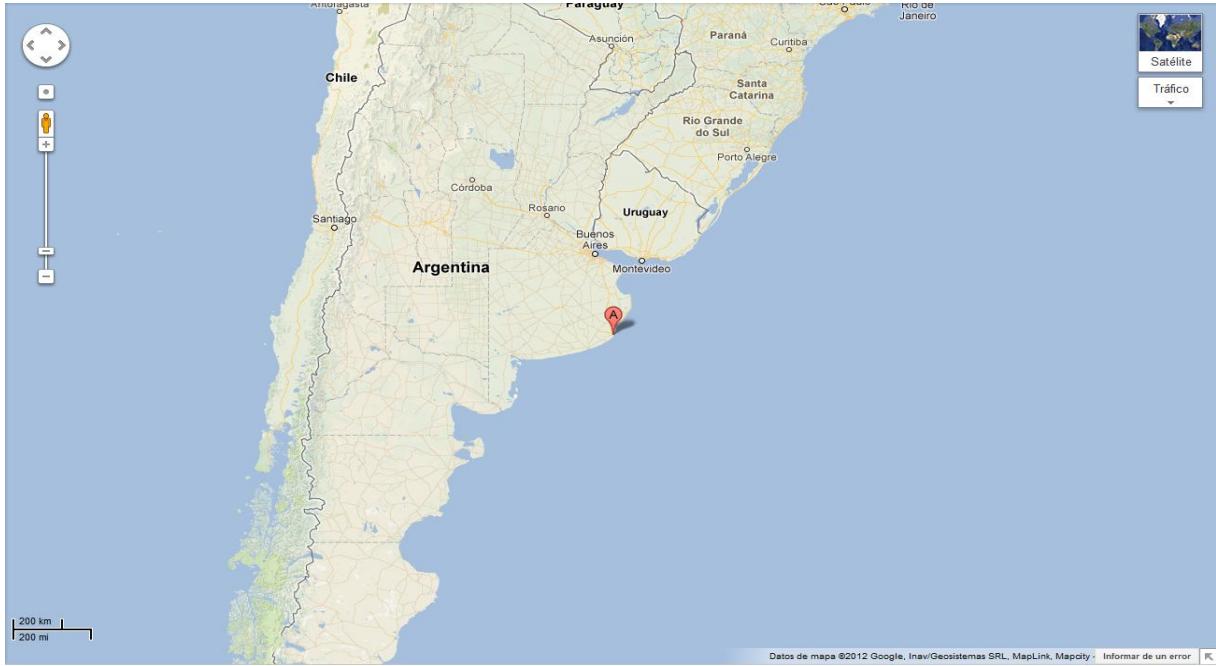 Antofagasta
Paraguay
São Paulo
Rio de
Janeiro
Asunción
Paraná
Curitiba
Satélite
Chile
Santa
Catarina
Tráfico
Rio Grande
do Sul
Porto Alegre
Córdoba
Rosario
Uruguay
Santiago
Buenos
Aires
Argentina
Montevideo
A
200 km
200 mi
Datos de mapa ©2012 Google, Inav/Geosistemas SRL, MapLink, Mapcity -
Informar de un error